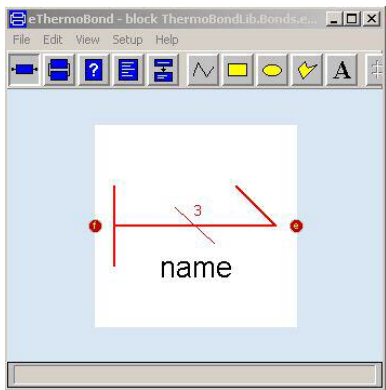 eThermoBond - block ThermoBondLib.Bonds.e...
File Edit View Setup Help
? A
3
f e
name